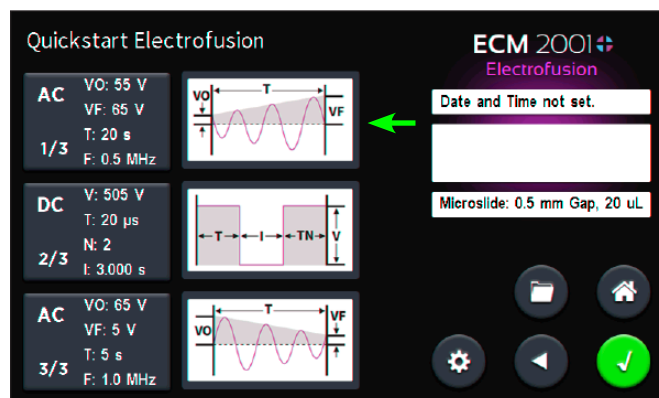 Quickstart Electrofusion
ECM 2001
Electrofusion
AC
1/3
VO: 55 V
VF: 65 V
T: 20 s
F: 0.5 MHz
VO
T
VF
Date and Time not set.
Microslide: 0.5 mm Gap, 20 uL
DC
2/3
V: 505 V
T: 20 µs
N: 2
I: 3.000 s
T
I
TN
V
AC
3/3
VO: 65 V
VF: 5 V
T: 5 s
F: 1.0 MHz
VO
T
VF